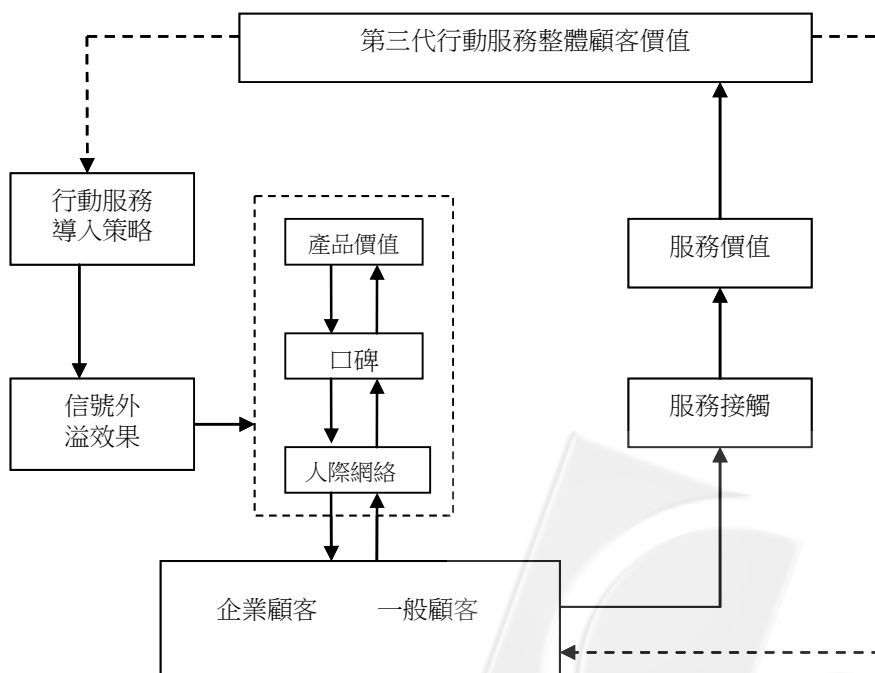 第三代行動服務整體顧客價值
行動服務
導入策略
產品價值
服務價值
口碑
信號外
溢效果
服務接觸
人際網絡
企業顧客 一般顧客